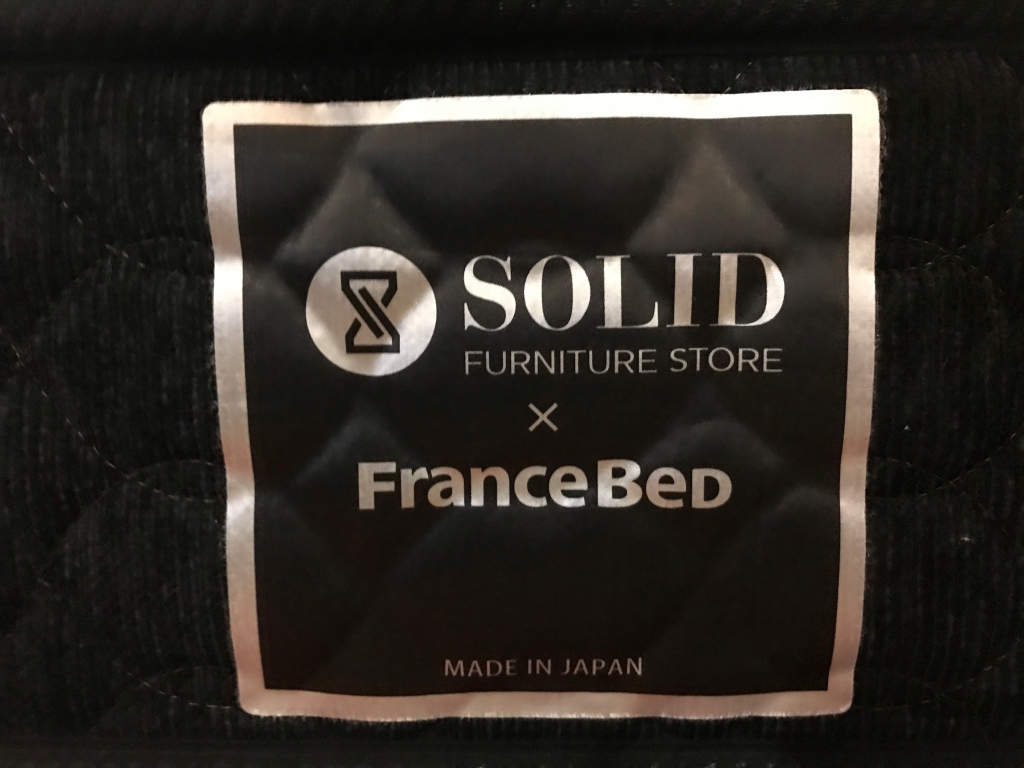 SOLID
FURNITURE STORE
×
FranceBeD
MADE IN JAPAN